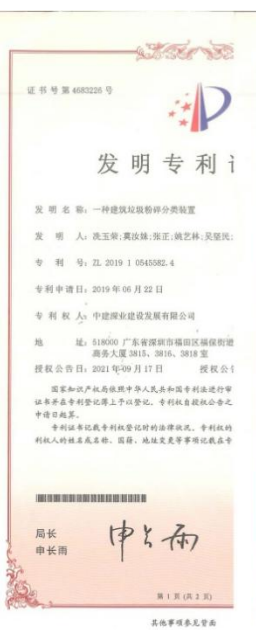 证书号第4683226号
发明专利
发 明 名 称：一种建筑垃圾粉碎分类装置
发 明 人：洗玉荣;莫汝妹;张正;姚艺林;吴坚民;
专 利 号：ZL 2019 1 0545582.4
专利申请日：2019年06月22日
专 利 权 人：中建深业建设发展有限公司
地 址：518000 广东省深圳市福田区福保街道
商务大厦 3815、3816、3818 室
授权公告日：2021年09月17日 授权公
国家知识产权局依照中华人民共和国专利法进行审
证书并在专利登记簿上予以登记。专利权自授权公告之
申请日起算。
专利证书记载专利权登记时的法律状况。专利权的
利权人的姓名或名称、国籍、地址变更等事项记载在专
局长
申长雨
申长雨
第 1 页 (共 2 页)
其他事项参见背面